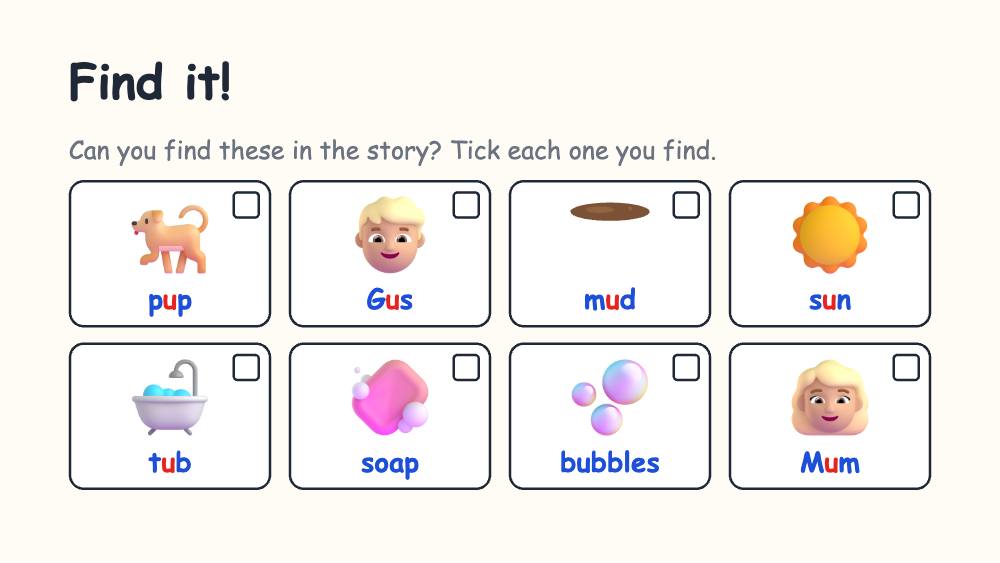 Find it!
Can you find these in the story? Tick each one you find.
pup
Gus
mud
sun
tub
soap
bubbles
Mum